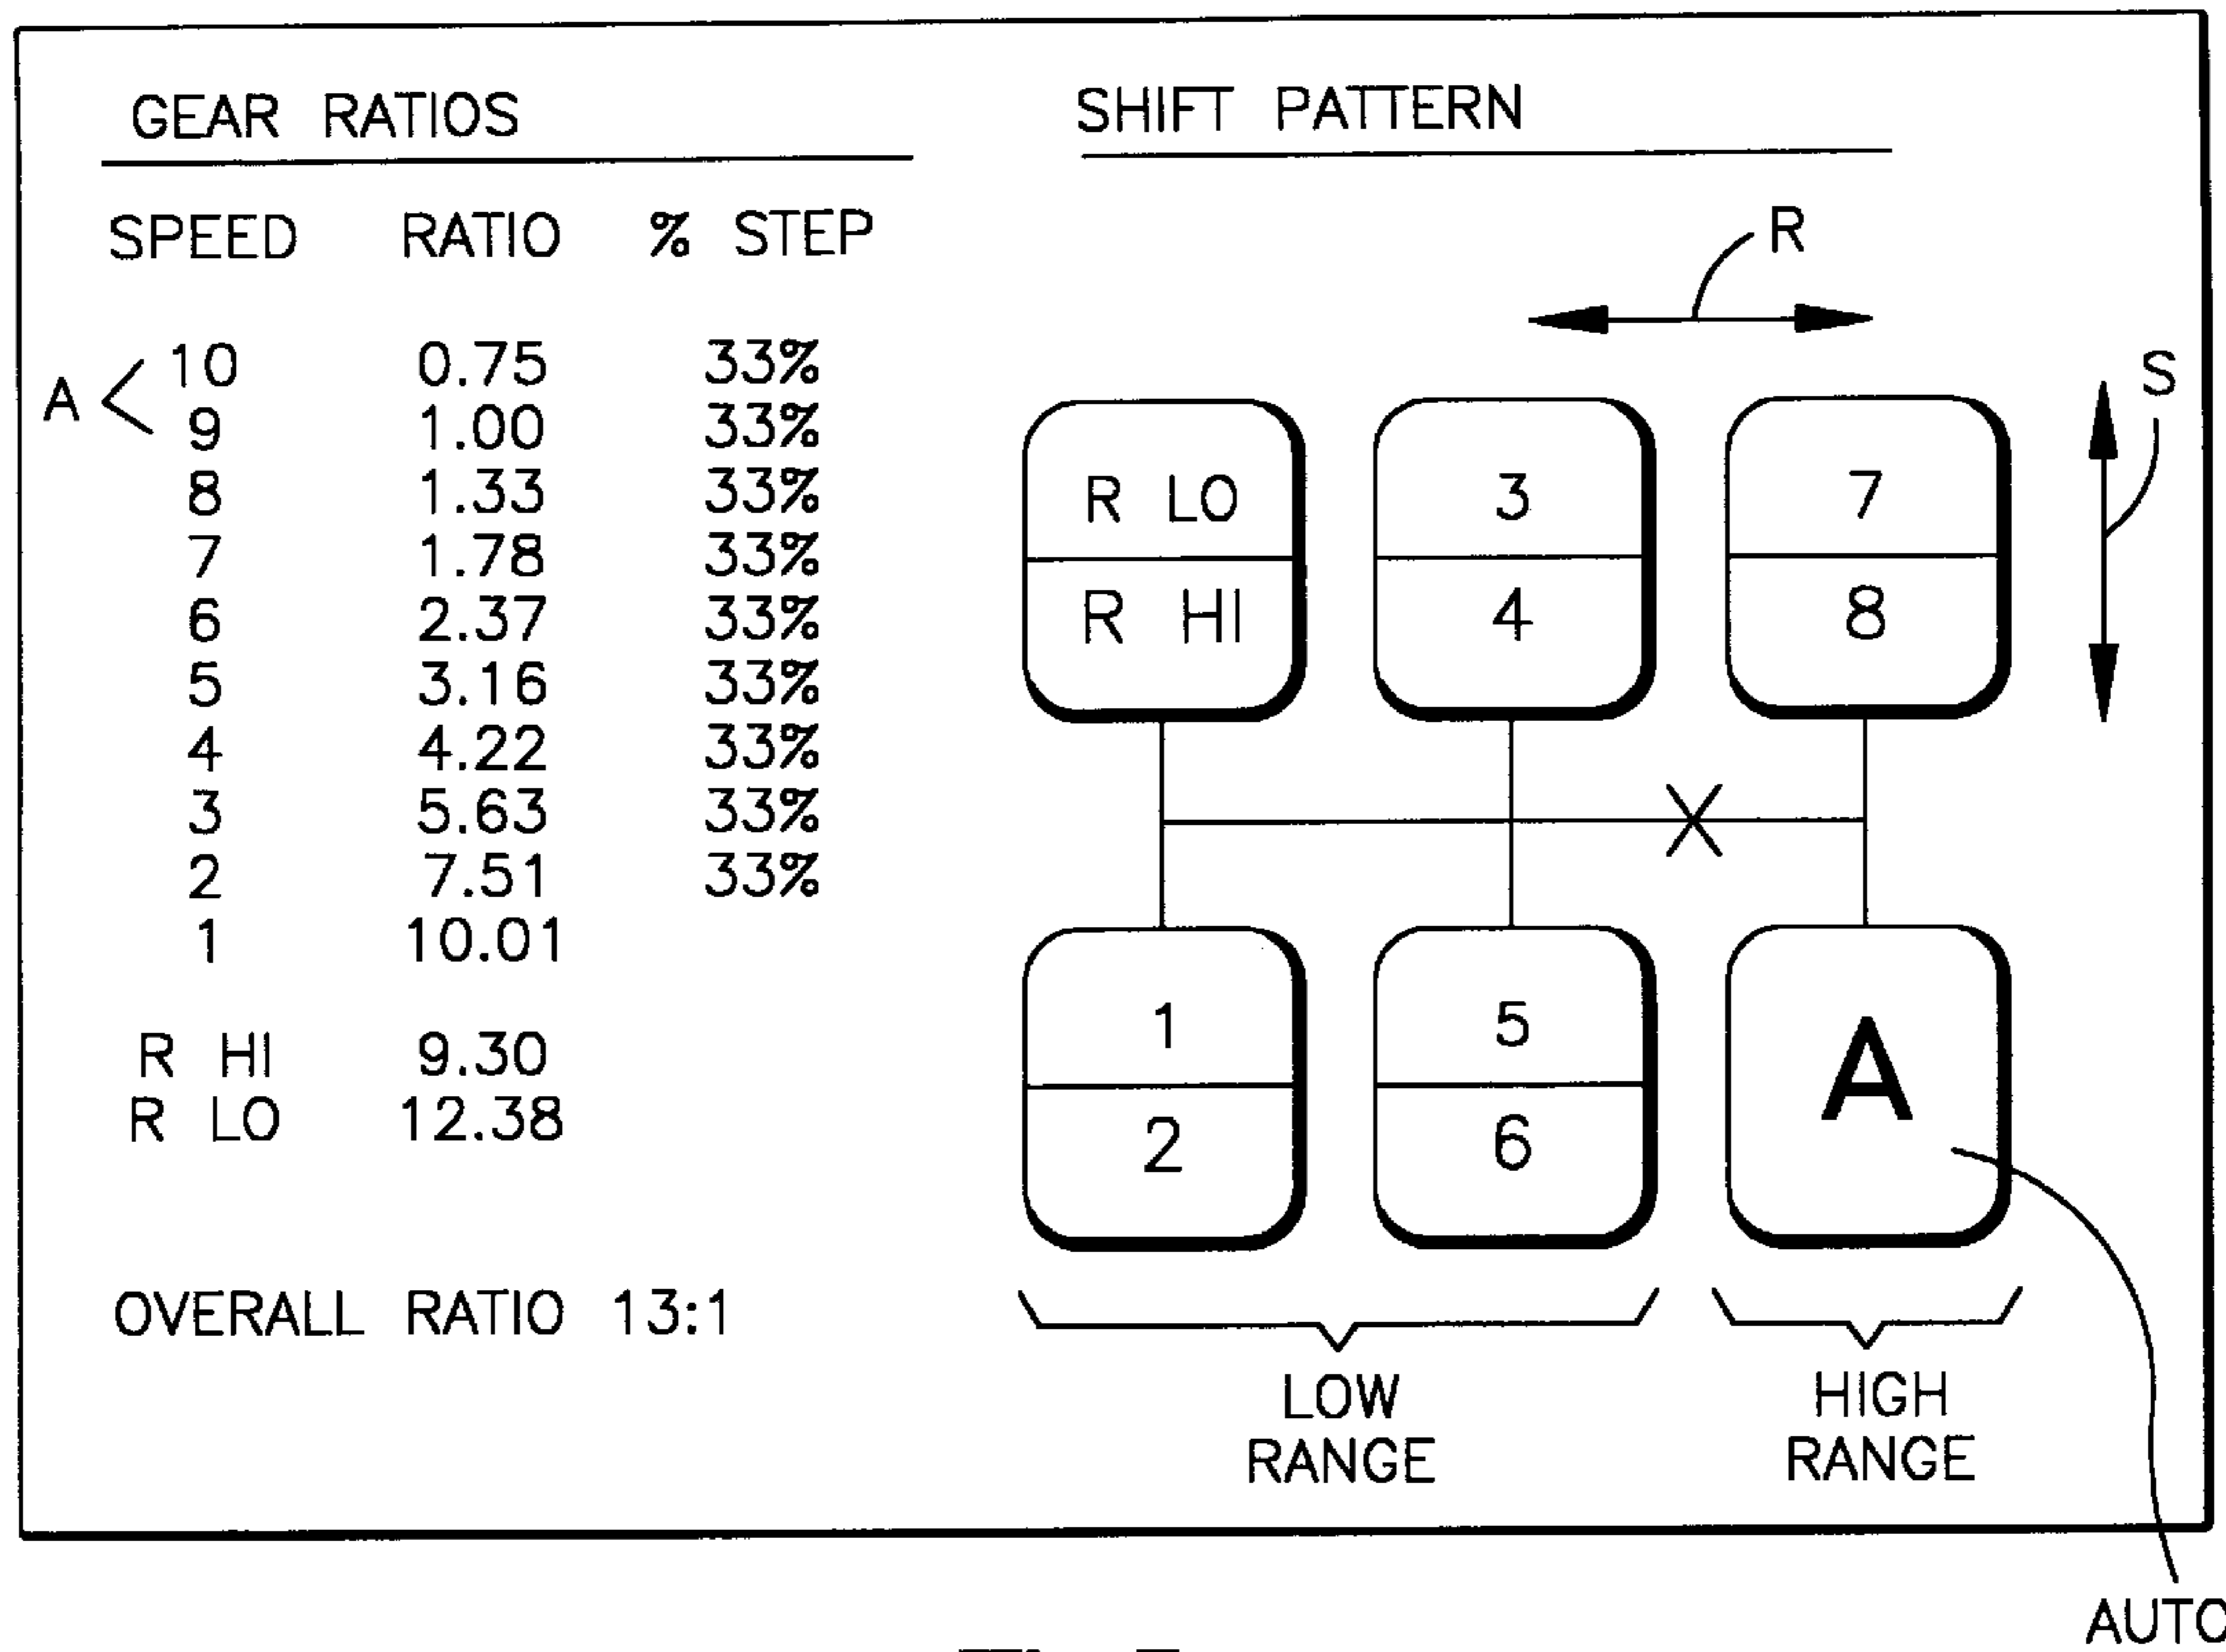 GEAR RATIOS
SPEED RATIO % STEP
A
10 0.75 33%
9 1.00 33%
8 1.33 33%
7 1.78 33%
6 2.37 33%
5 3.16 33%
4 4.22 33%
3 5.63 33%
2 7.51 33%
1 10.01
R HI 9.30
R LO 12.38
OVERALL RATIO 13:1
SHIFT PATTERN
R
S
R LO
R HI
3
4
7
8
X
1
2
5
6
A
LOW
RANGE
HIGH
RANGE
AUTO